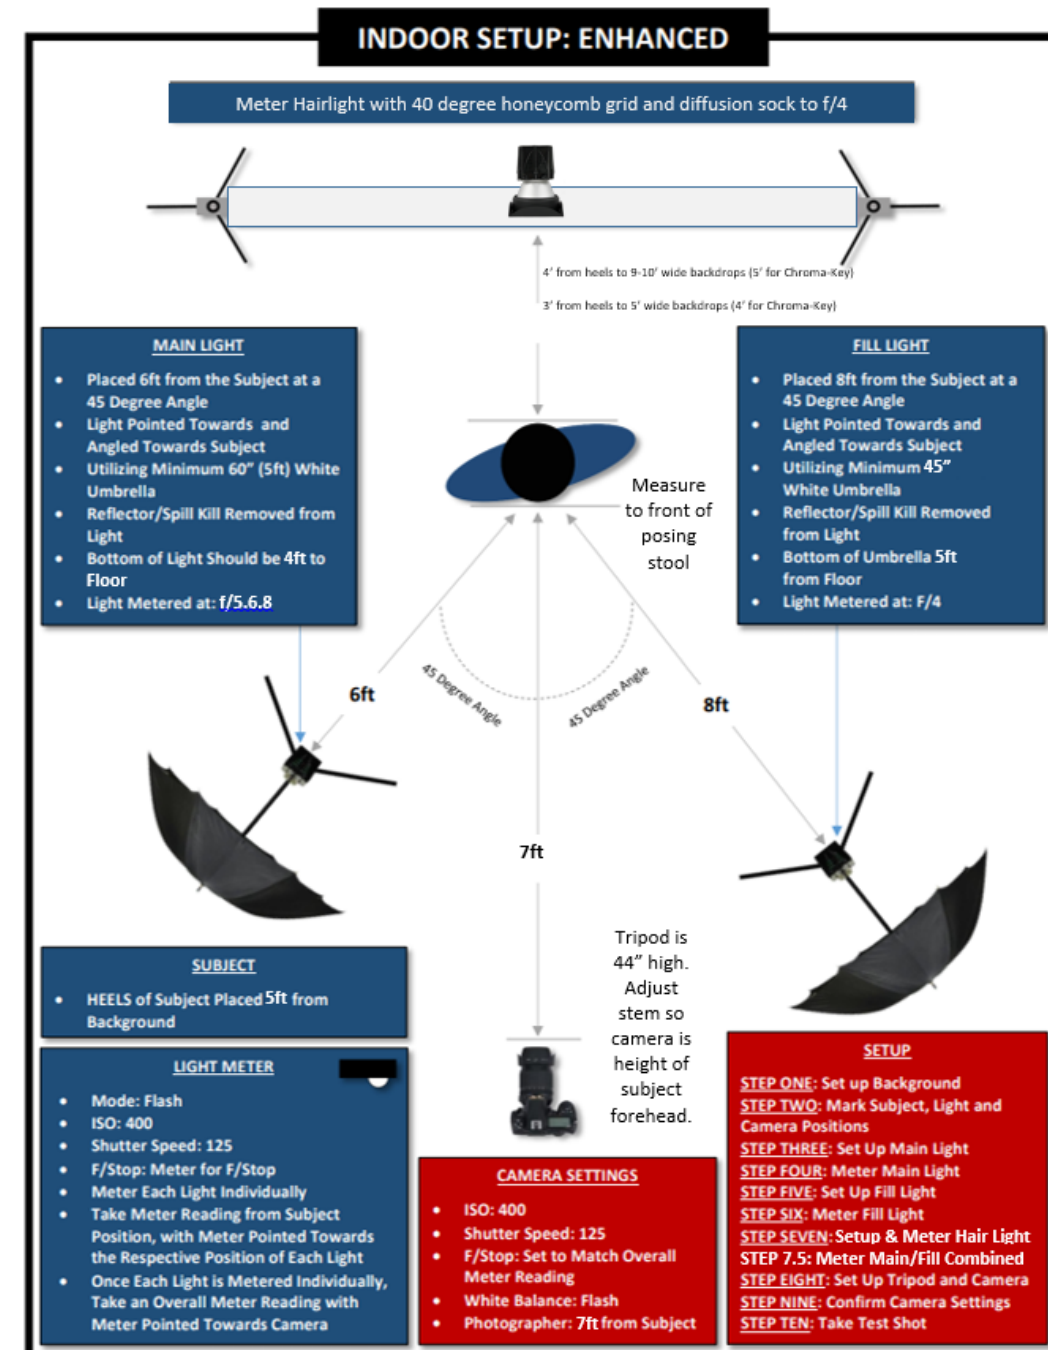 INDOOR SETUP: ENHANCED
Meter Hairlight with 40 degree honeycomb grid and diffusion sock to f/4
4' from heels to 9-10' wide backdrops (5' for Chroma-Key)
3' from heels to 5' wide backdrops (4' for Chroma-Key)
MAIN LIGHT
• Placed 6ft from the Subject at a
45 Degree Angle
• Light Pointed Towards and
Angled Towards Subject
• Utilizing Minimum 60" (5ft) White
Umbrella
• Reflector/Spill Kill Removed from
Light
• Bottom of Light Should be 4ft to
Floor
• Light Metered at: f/5.6.8
FILL LIGHT
• Placed 8ft from the Subject at a
45 Degree Angle
• Light Pointed Towards and
Angled Towards Subject
• Utilizing Minimum 45"
White Umbrella
• Reflector/Spill Kill Removed
from Light
• Bottom of Umbrella 5ft
from Floor
• Light Metered at: F/4
Measure
to front of
posing
stool
45 Degree Angle
45 Degree Angle
6ft
8ft
7ft
Tripod is
44" high.
Adjust
stem so
camera is
height of
subject
forehead.
SUBJECT
• HEELS of Subject Placed 5ft from
Background
LIGHT METER
• Mode: Flash
• ISO: 400
• Shutter Speed: 125
• F/Stop: Meter for F/Stop
• Meter Each Light Individually
• Take Meter Reading from Subject
Position, with Meter Pointed Towards
the Respective Position of Each Light
• Once Each Light is Metered Individually,
Take an Overall Meter Reading with
Meter Pointed Towards Camera
CAMERA SETTINGS
• ISO: 400
• Shutter Speed: 125
• F/Stop: Set to Match Overall
Meter Reading
• White Balance: Flash
• Photographer: 7ft from Subject
SETUP
STEP ONE: Set up Background
STEP TWO: Mark Subject, Light and
Camera Positions
STEP THREE: Set Up Main Light
STEP FOUR: Meter Main Light
STEP FIVE: Set Up Fill Light
STEP SIX: Meter Fill Light
STEP SEVEN: Setup & Meter Hair Light
STEP 7.5: Meter Main/Fill Combined
STEP EIGHT: Set Up Tripod and Camera
STEP NINE: Confirm Camera Settings
STEP TEN: Take Test Shot